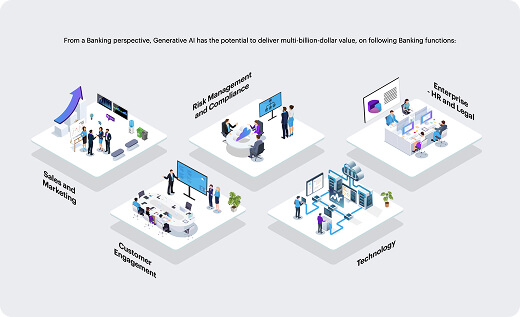 From a Banking perspective, Generative AI has the potential to deliver multi-billion-dollar value, on following Banking functions:
Risk Management
and Compliance
Enterprise
- HR and Legal
Sales and
Marketing
Customer
Engagement
Technology